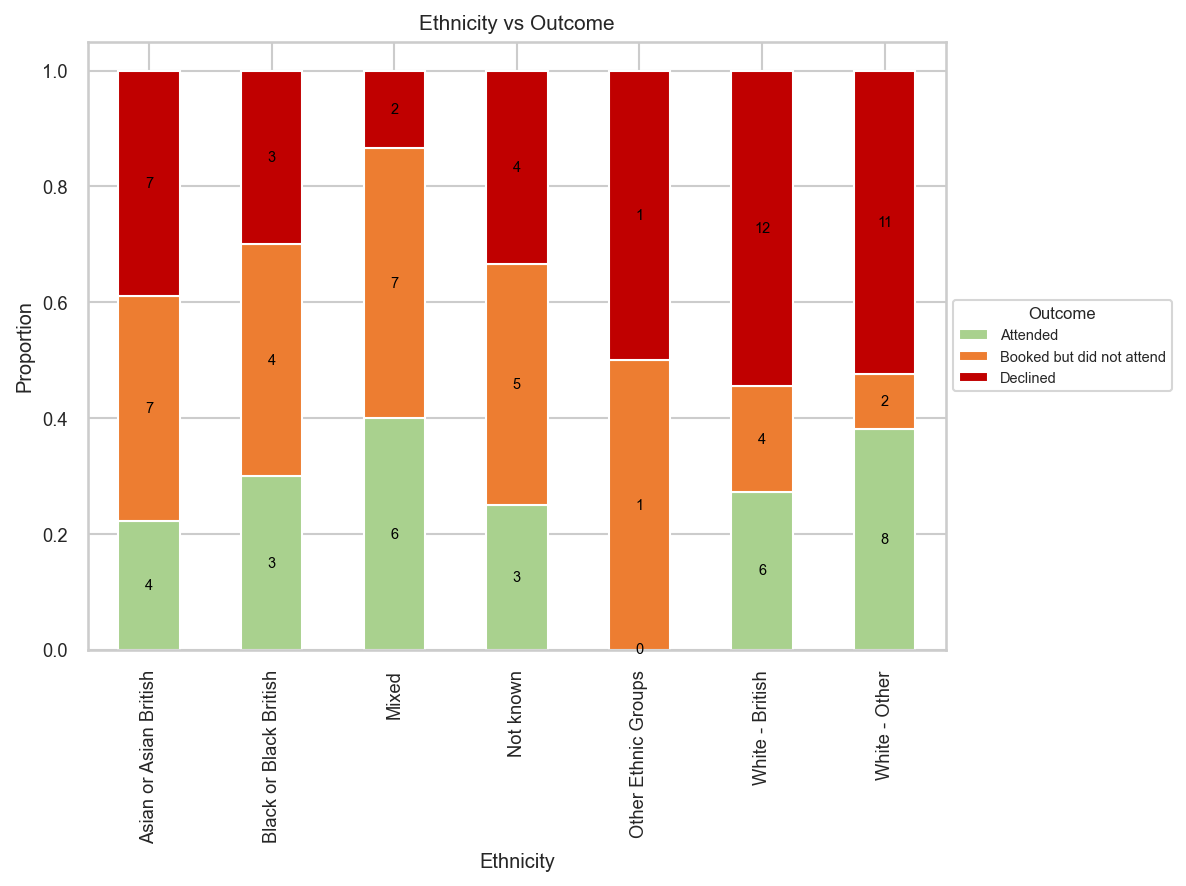 Ethnicity vs Outcome
1.0
0.8
0.6
0.4
0.2
0.0
Proportion
7
7
4
3
4
3
2
7
6
4
5
3
1
1
0
12
4
6
11
2
8
Asian or Asian British
Black or Black British
Mixed
Not known
Other Ethnic Groups
White - British
White - Other
Ethnicity
Outcome
Attended
Booked but did not attend
Declined